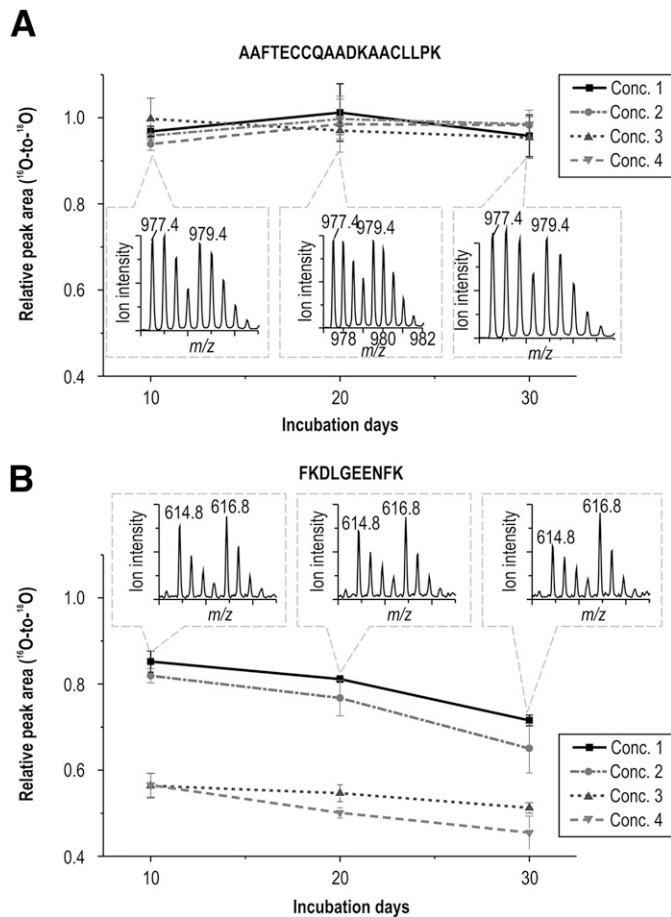 A
AAFTECCQAADKAACLLPK
Relative peak area (¹⁶O-to-¹⁸O)
1.0
0.8
0.6
0.4
Conc. 1
Conc. 2
Conc. 3
Conc. 4
Ion intensity
977.4
979.4
m/z
Ion intensity
977.4
979.4
978 980 982
m/z
Ion intensity
977.4
979.4
m/z
10 20 30
Incubation days
B
FKDLGEENFK
Relative peak area (¹⁶O-to-¹⁸O)
1.0
0.8
0.6
0.4
Ion intensity
614.8
616.8
m/z
Ion intensity
614.8
616.8
m/z
Ion intensity
614.8
616.8
m/z
Conc. 1
Conc. 2
Conc. 3
Conc. 4
10 20 30
Incubation days